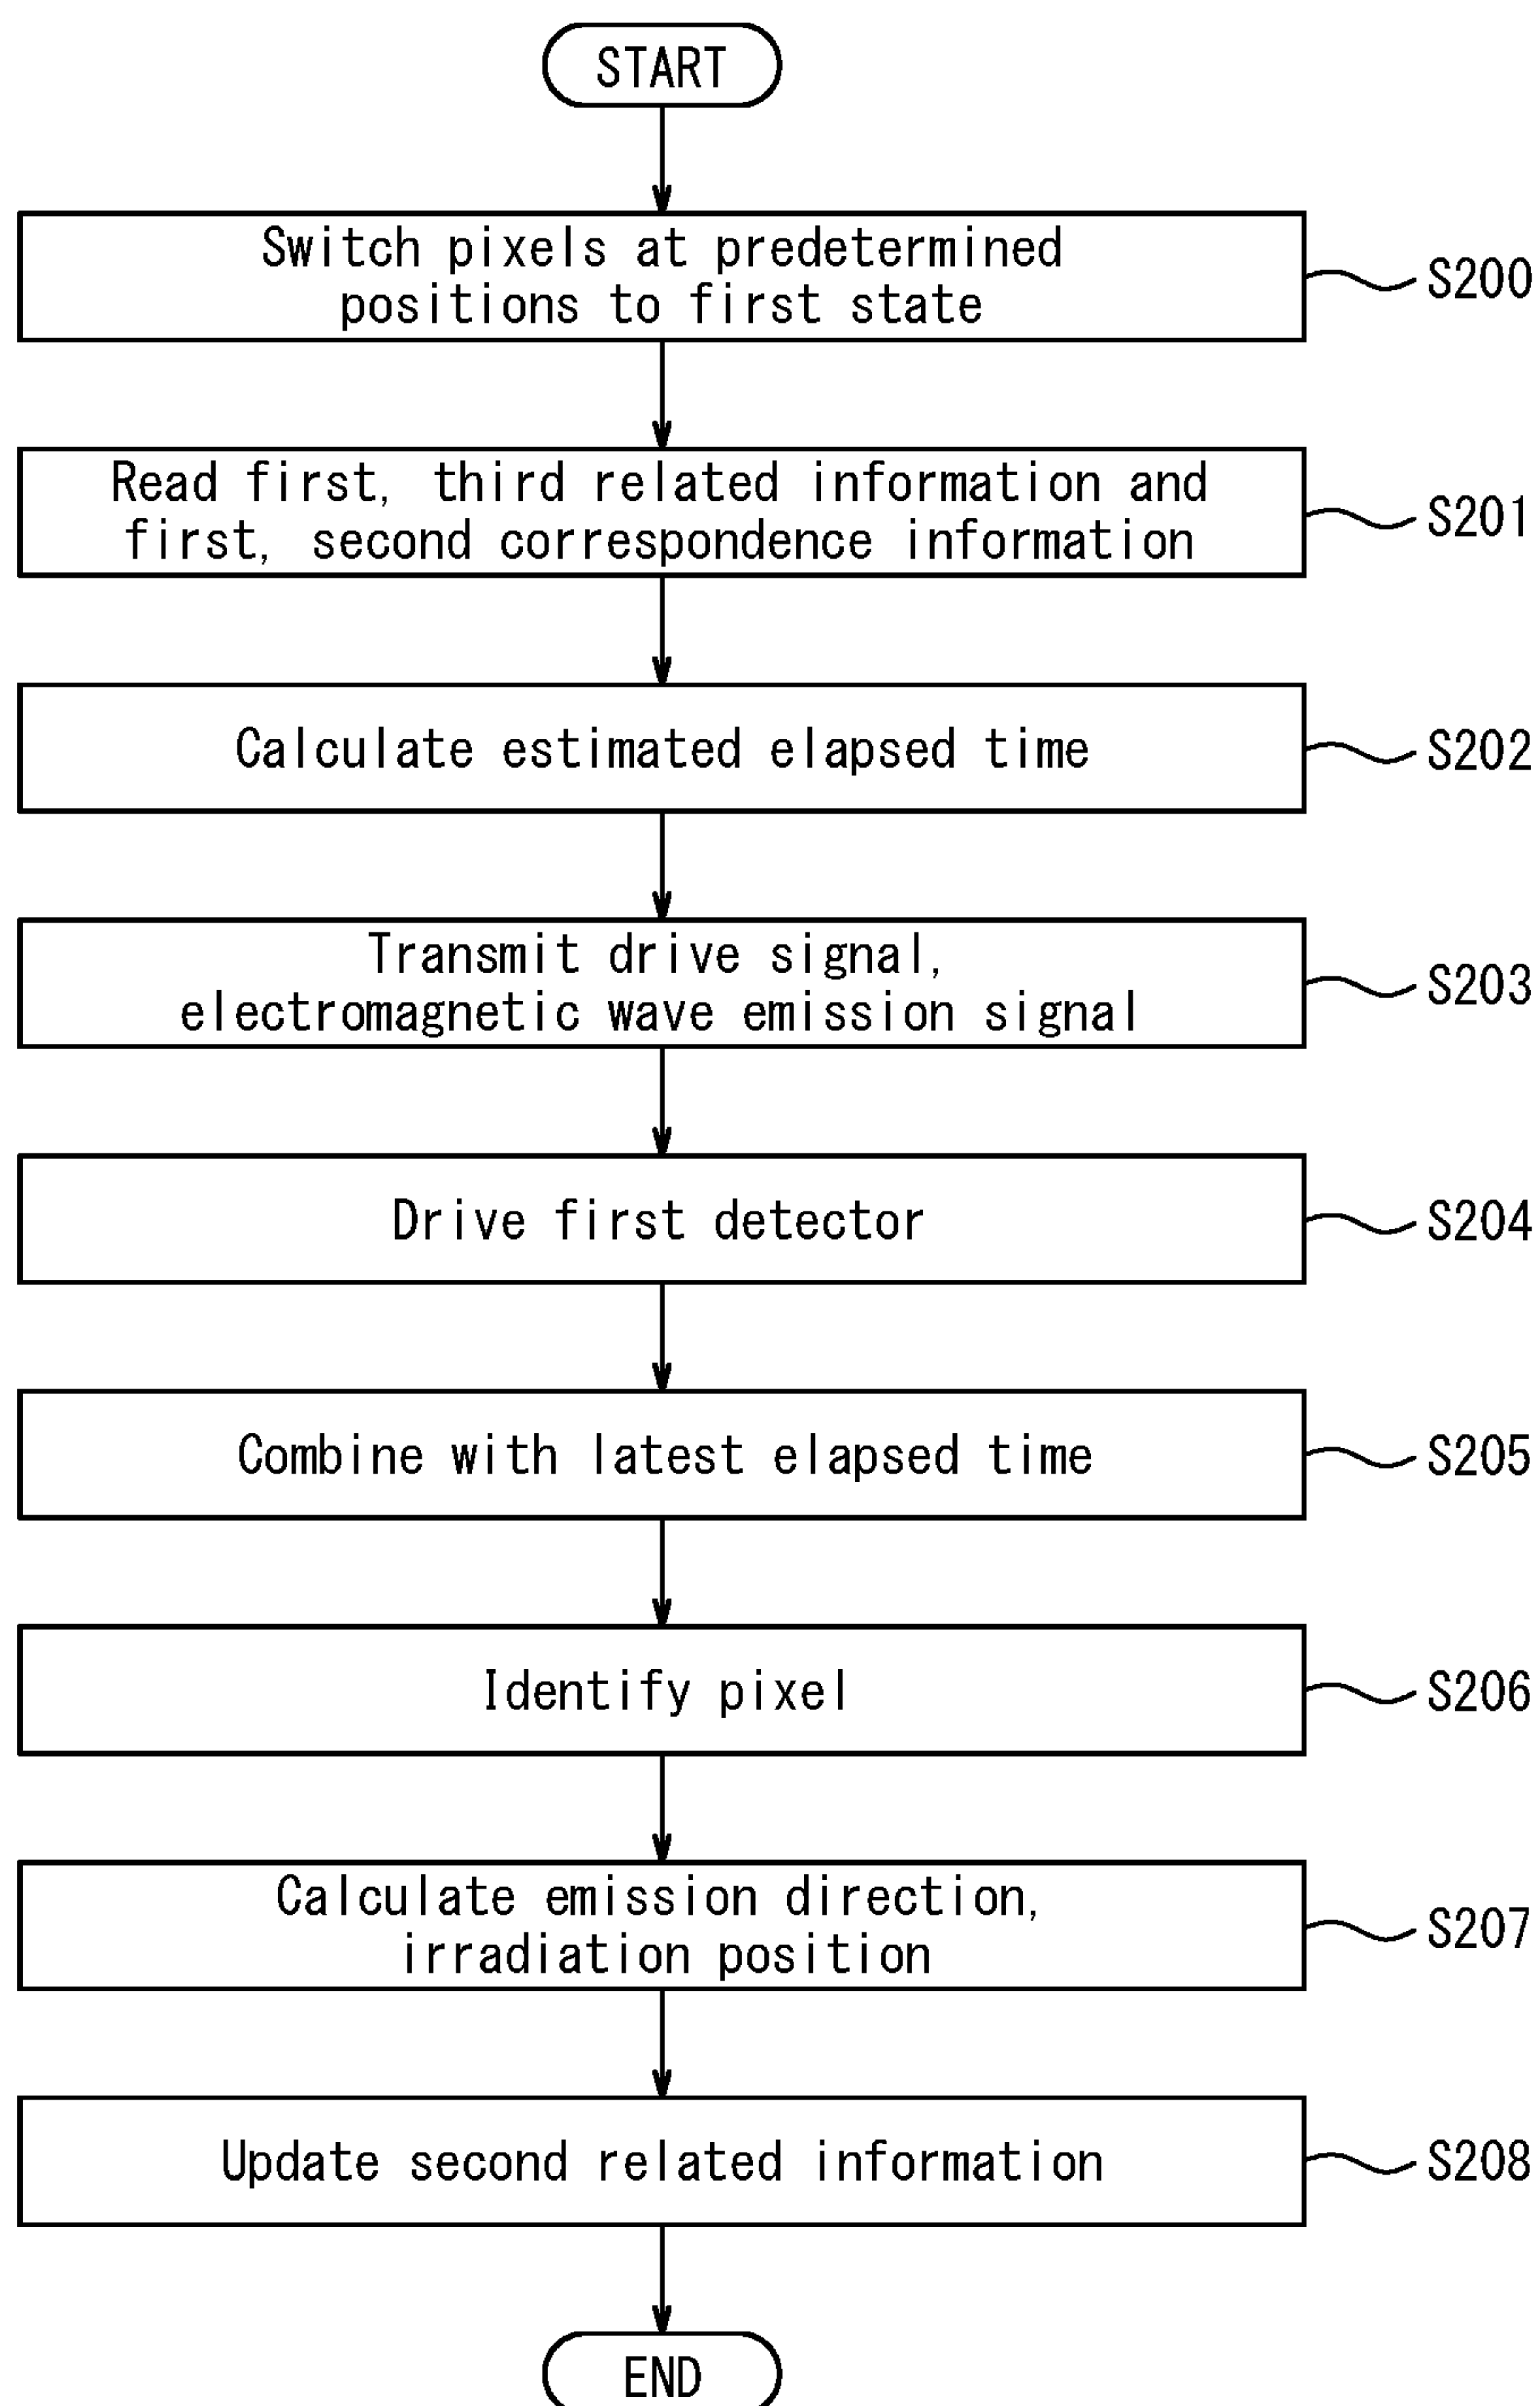 START
Switch pixels at predetermined
positions to first state
S200
Read first, third related information and
first, second correspondence information
S201
Calculate estimated elapsed time
S202
Transmit drive signal,
electromagnetic wave emission signal
S203
Drive first detector
S204
Combine with latest elapsed time
S205
Identify pixel
S206
Calculate emission direction,
irradiation position
S207
Update second related information
S208
END